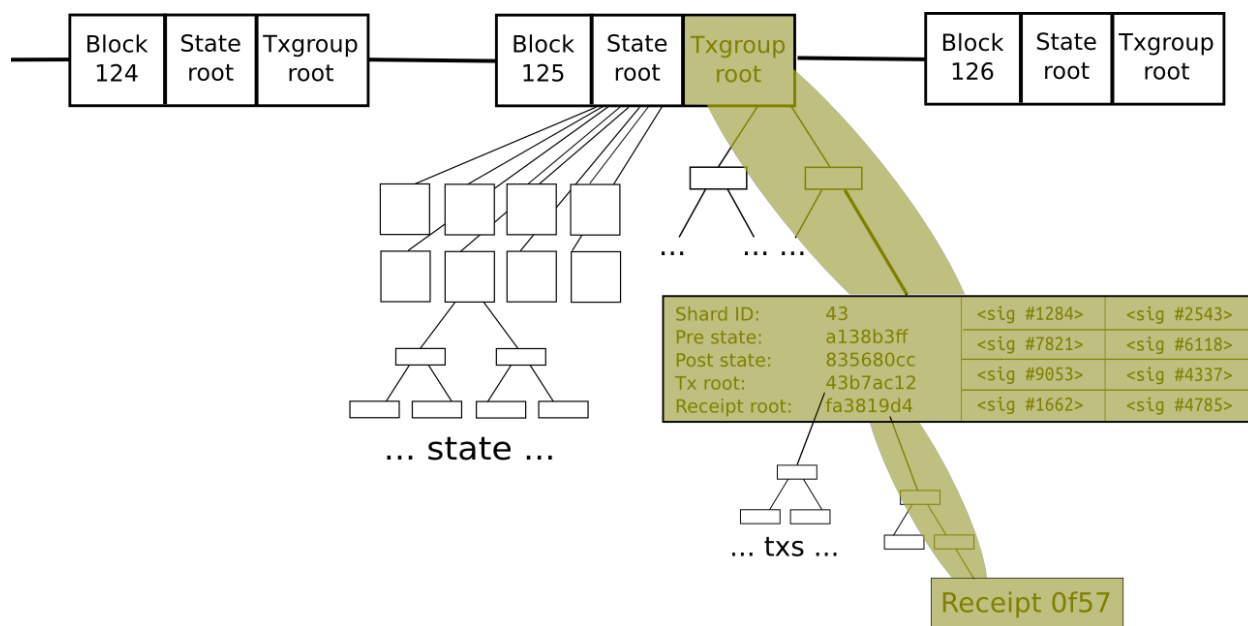 Block 124
State root
Txgroup root
Block 125
State root
Txgroup root
Block 126
State root
Txgroup root
...
... ...
Shard ID: 43
Pre state: a138b3ff
Post state: 835680cc
Tx root: 43b7ac12
Receipt root: fa3819d4
<sig #1284> <sig #2543>
<sig #7821> <sig #6118>
<sig #9053> <sig #4337>
<sig #1662> <sig #4785>
... state ...
... txs ...
Receipt 0f57